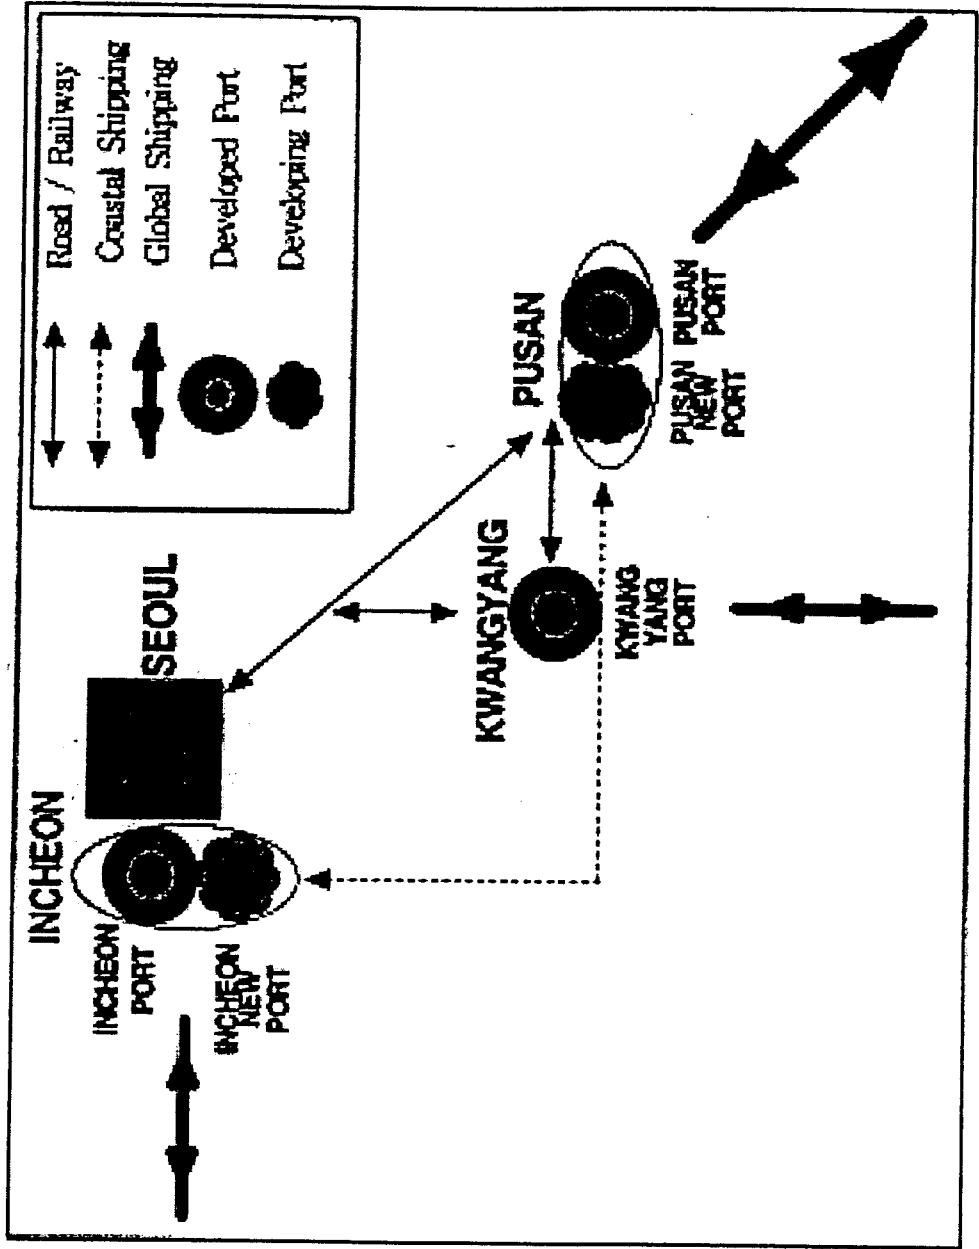 Road / Railway
Coastal Shipping
Global Shipping
Developed Port
Developing Port
INCHEON
SEOUL
INCHEON
PORT
INCHEON
NEW
PORT
KWANGYANG
KWANG
YANG
PORT
PUSAN
PUSAN
NEW
PORT
PUSAN
PORT